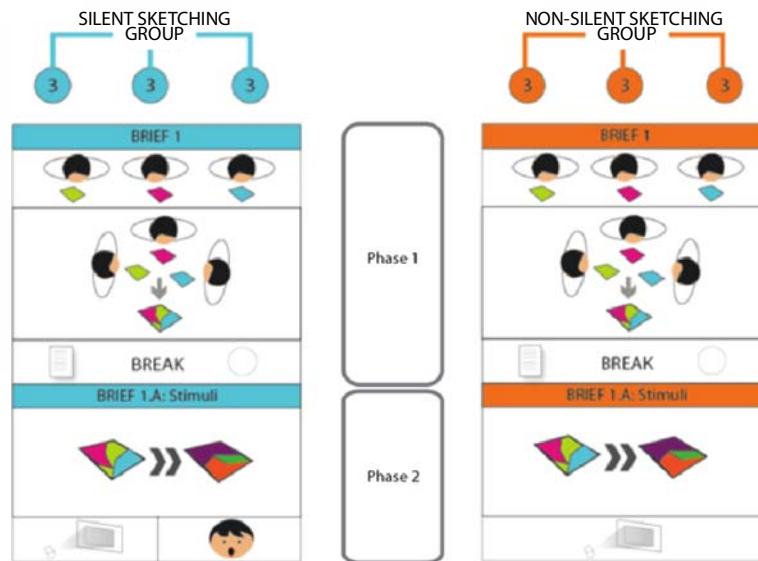 SILENT SKETCHING
GROUP
3 3 3
BRIEF 1
BREAK
BRIEF 1.A: Stimuli
Phase 1
Phase 2
NON-SILENT SKETCHING
GROUP
3 3 3
BRIEF 1
BREAK
BRIEF 1.A: Stimuli